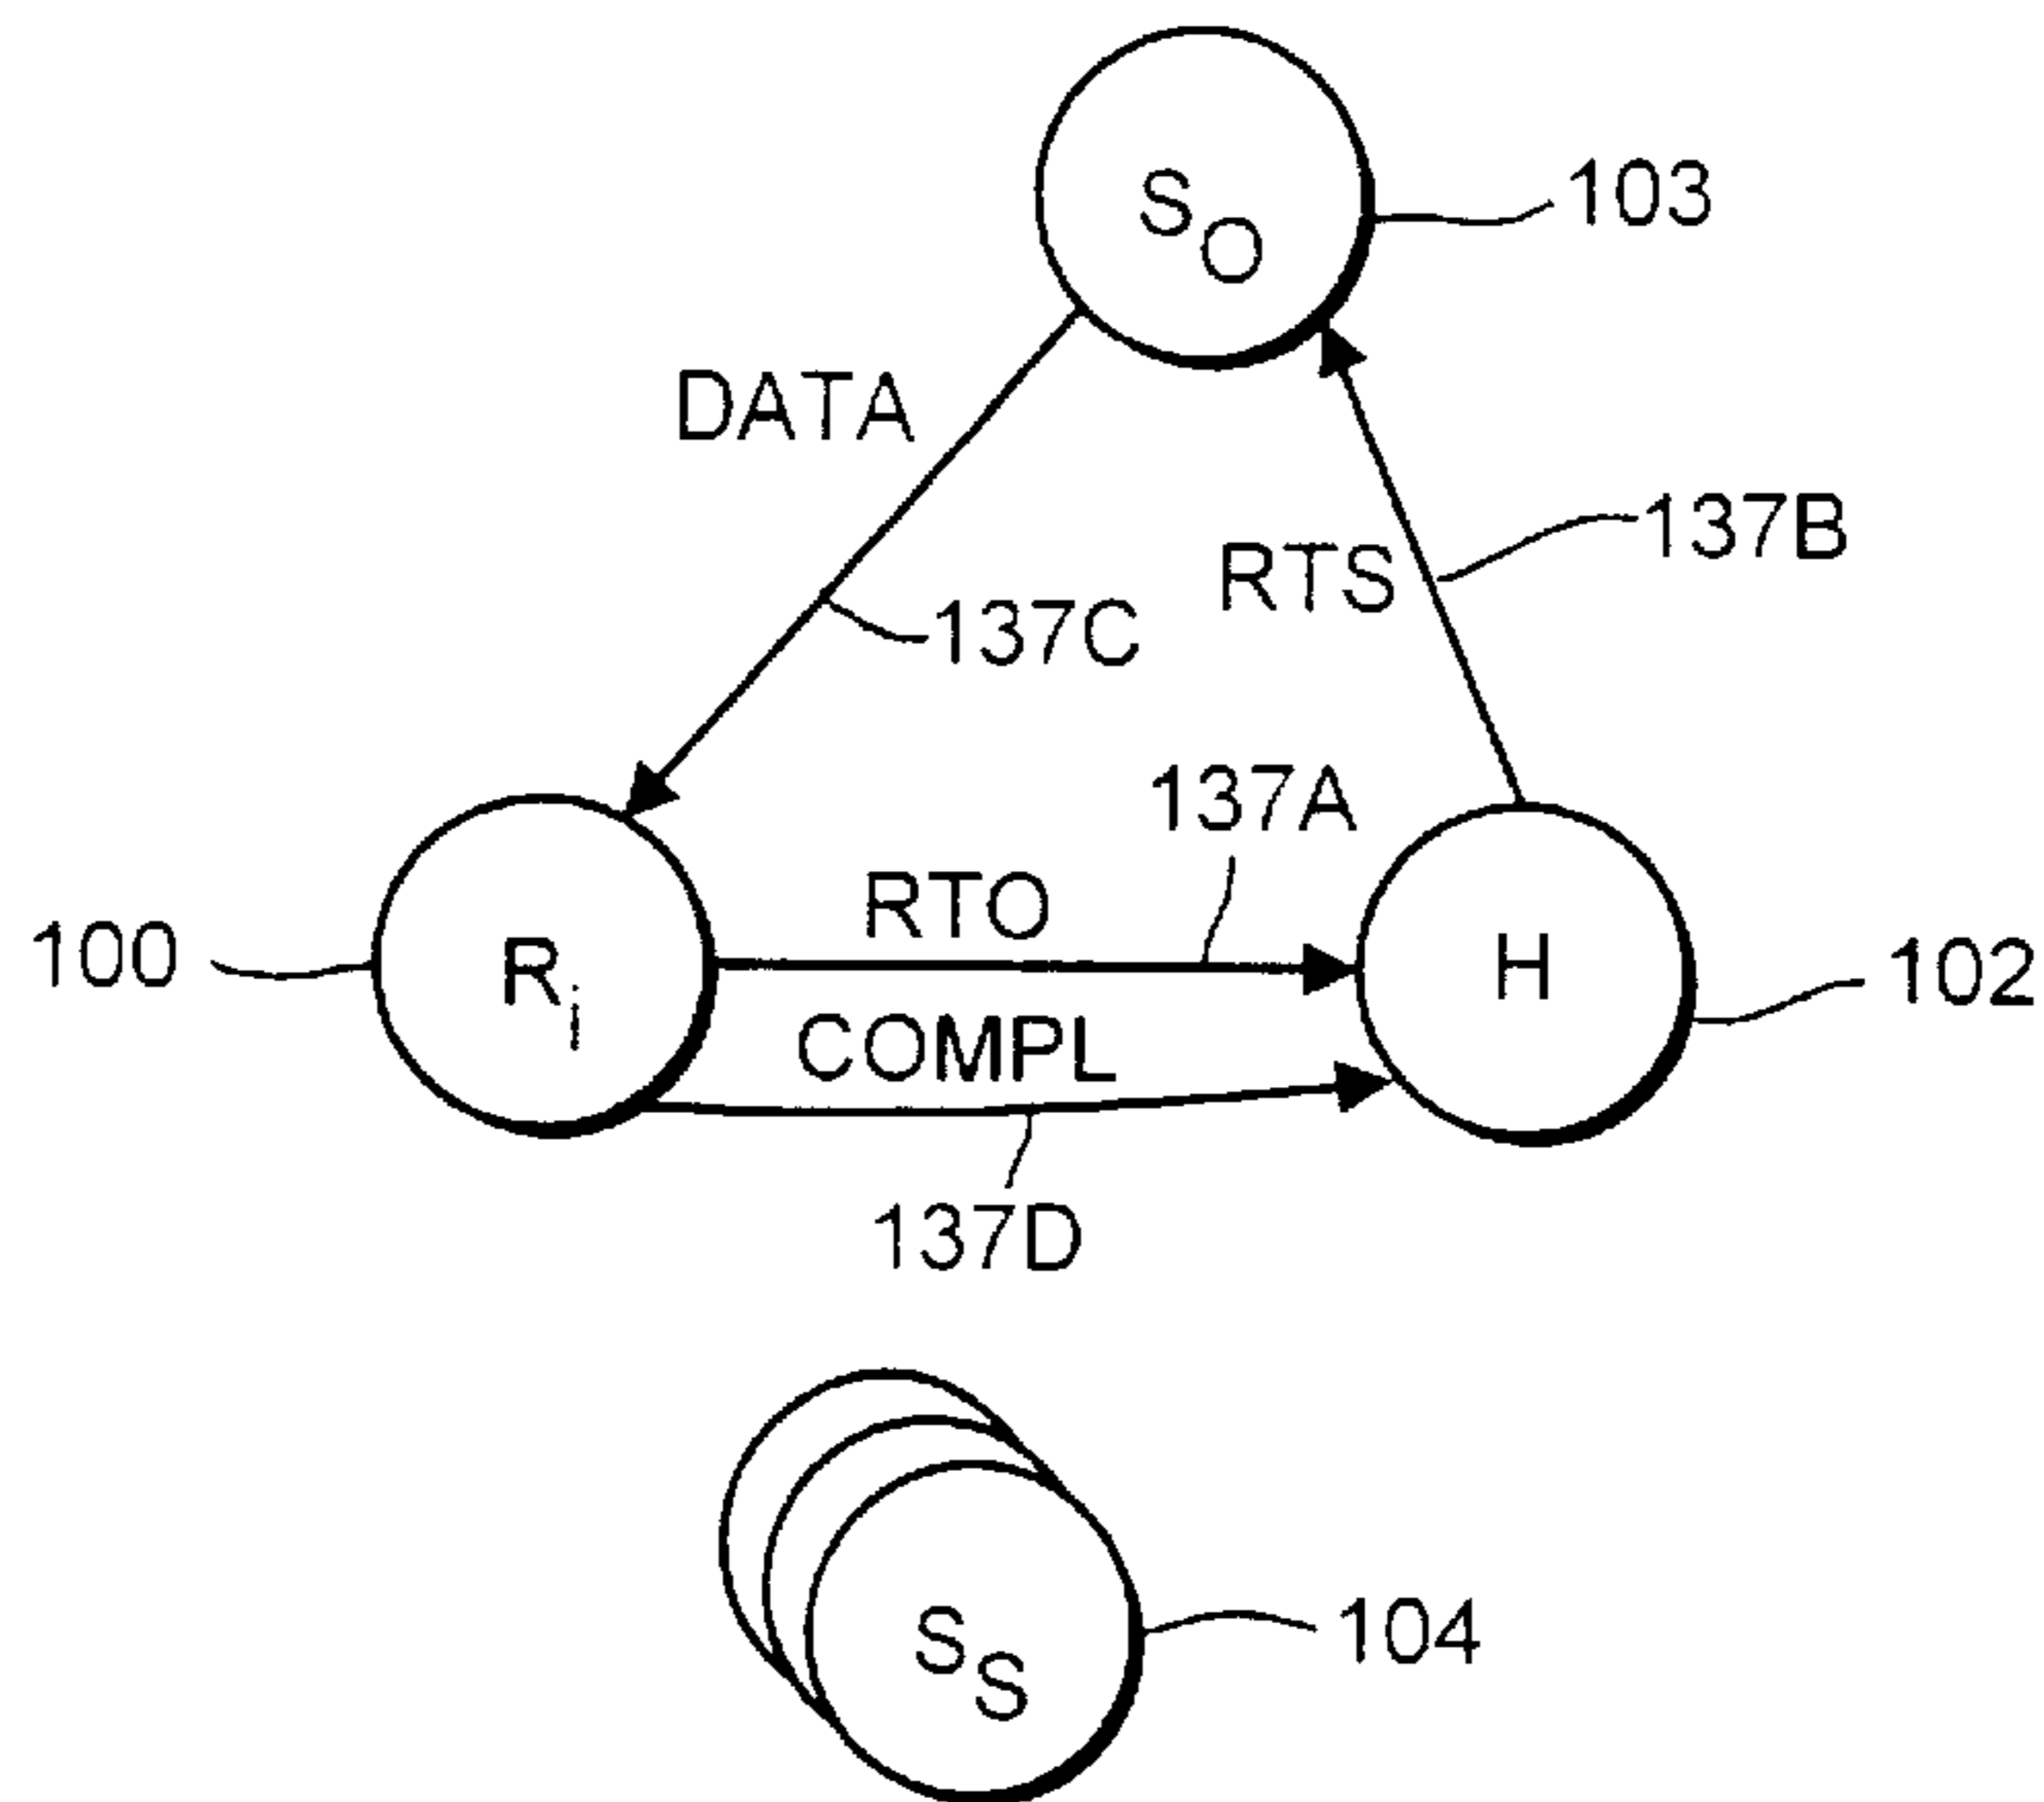 S_O
103
DATA
137B
RTS
137C
137A
RTO
100
R_i
H
102
COMPL
137D
S_S
104